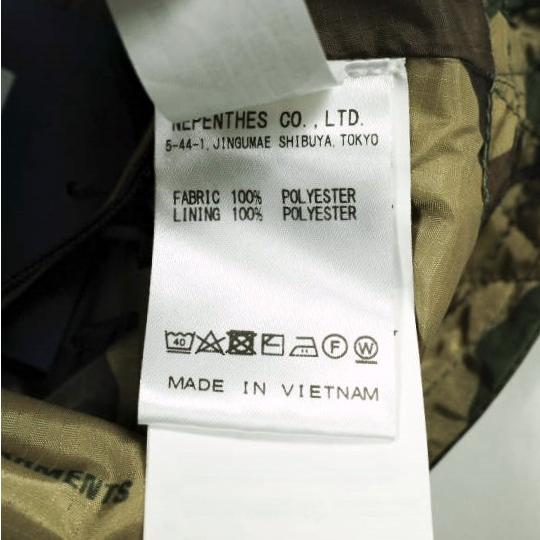 NEPENTHES CO., LTD.
5-44-1, JINGUMAE SHIBUYA, TOKYO
FABRIC 100% POLYESTER
LINING 100% POLYESTER
40 F W
MADE IN VIETNAM